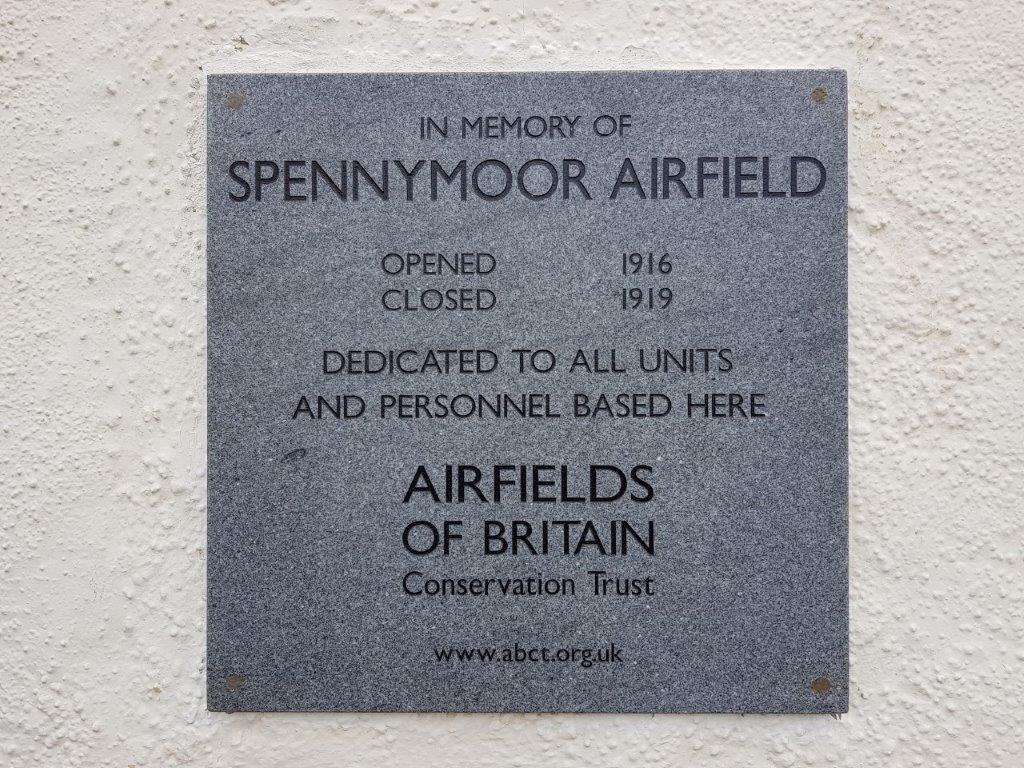 IN MEMORY OF
SPENNYMOOR AIRFIELD
OPENED 1916
CLOSED 1919
DEDICATED TO ALL UNITS
AND PERSONNEL BASED HERE
AIRFIELDS
OF BRITAIN
Conservation Trust
www.abct.org.uk